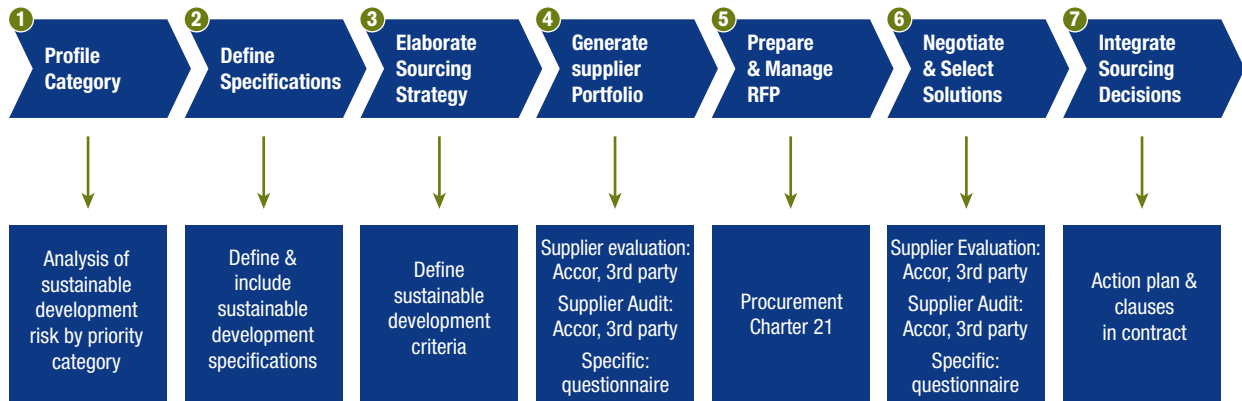 1
Profile
Category
2
Define
Specifications
3
Elaborate
Sourcing
Strategy
4
Generate
supplier
Portfolio
5
Prepare
& Manage
RFP
6
Negotiate
& Select
Solutions
7
Integrate
Sourcing
Decisions
Analysis of
sustainable
development
risk by priority
category
Define &
include
sustainable
development
specifications
Define
sustainable
development
criteria
Supplier evaluation:
Accor, 3rd party
Supplier Audit:
Accor, 3rd party
Specific:
questionnaire
Procurement
Charter 21
Supplier Evaluation:
Accor, 3rd party
Supplier Audit:
Accor, 3rd party
Specific:
questionnaire
Action plan &
clauses
in contract